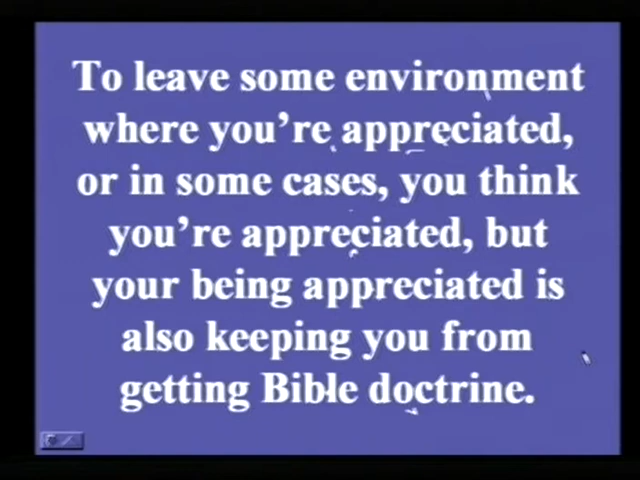 To leave some environment
where you're appreciated,
or in some cases, you think
you're appreciated, but
your being appreciated is
also keeping you from
getting Bible doctrine.